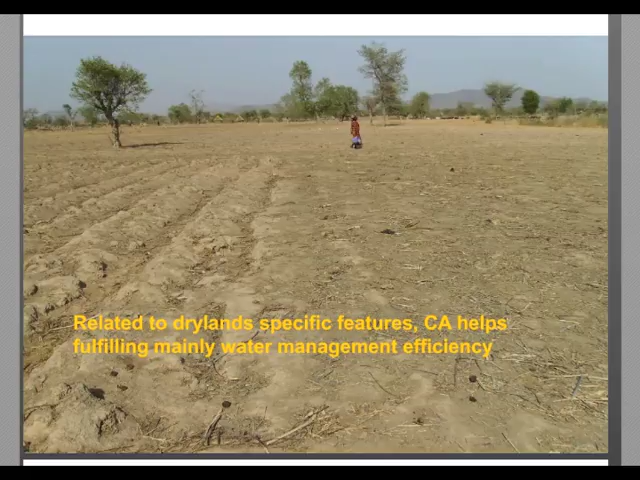 Related to drylands specific features, CA helps
fulfilling mainly water management efficiency